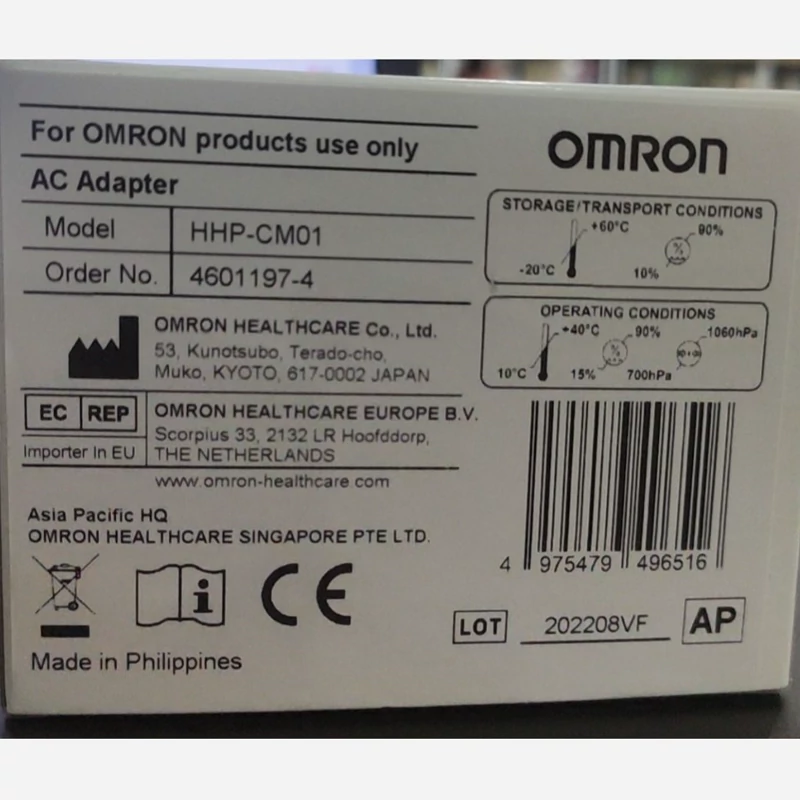 For OMRON products use only
AC Adapter
Model HHP-CM01
Order No. 4601197-4
OMRON HEALTHCARE Co., Ltd.
53, Kunotsubo, Terado-cho,
Muko, KYOTO, 617-0002 JAPAN
EC REP
Importer In EU
OMRON HEALTHCARE EUROPE B.V.
Scorpius 33, 2132 LR Hoofddorp,
THE NETHERLANDS
www.omron-healthcare.com
Asia Pacific HQ
OMRON HEALTHCARE SINGAPORE PTE LTD.
i
CE
Made in Philippines
OMRON
STORAGE/TRANSPORT CONDITIONS
+60°C 90%
-20°C 10%
OPERATING CONDITIONS
+40°C 90% 1060hPa
10°C 15% 700hPa
4 975479 496516
LOT 202208VF AP